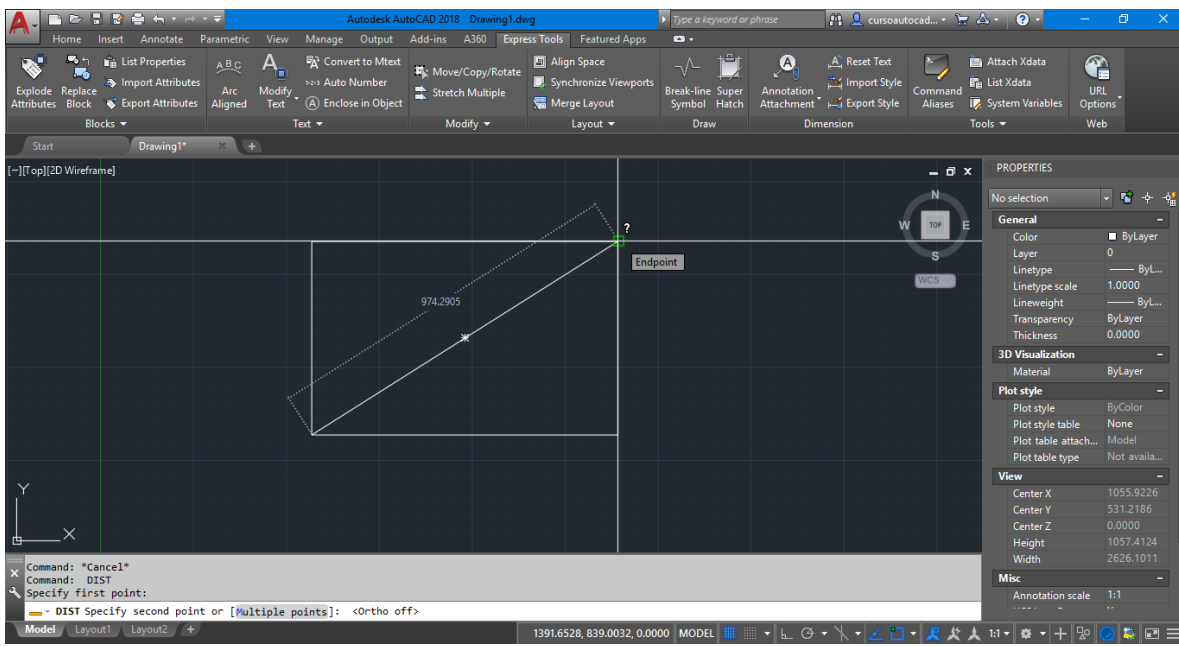 A
Autodesk AutoCAD 2018 Drawing1.dwg
Type a keyword or phrase
cursoautocad...
?
Home Insert Annotate Parametric View Manage Output Add-ins A360 Express Tools Featured Apps
Explode Attributes
Replace Block
List Properties
Import Attributes
Export Attributes
Blocks
ABC
Arc Aligned
A
Modify Text
Convert to Mtext
Auto Number
A Enclose in Object
Text
Move/Copy/Rotate
Stretch Multiple
Modify
Align Space
Synchronize Viewports
Merge Layout
Layout
Break-line Symbol
Super Hatch
Draw
A
Annotation Attachment
Reset Text
Import Style
Export Style
Dimension
Command Aliases
Attach Xdata
List Xdata
System Variables
Tools
URL Options
Web
Start Drawing1* +
[−][Top][2D Wireframe]
N
W TOP E
S
WCS
?
Endpoint
974.2905
Y
X
PROPERTIES
No selection
General
Color ByLayer
Layer 0
Linetype ByL...
Linetype scale 1.0000
Lineweight ByL...
Transparency ByLayer
Thickness 0.0000
3D Visualization
Material ByLayer
Plot style
Plot style ByColor
Plot style table None
Plot table attach... Model
Plot table type Not availa...
View
Center X 1055.9226
Center Y 531.2186
Center Z 0.0000
Height 1057.4124
Width 2626.1011
Misc
Annotation scale 1:1
Command: *Cancel*
Command: DIST
Specify first point:
DIST Specify second point or [Multiple points]: <Ortho off>
Model Layout1 Layout2 +
1391.6528, 839.0032, 0.0000 MODEL 1:1